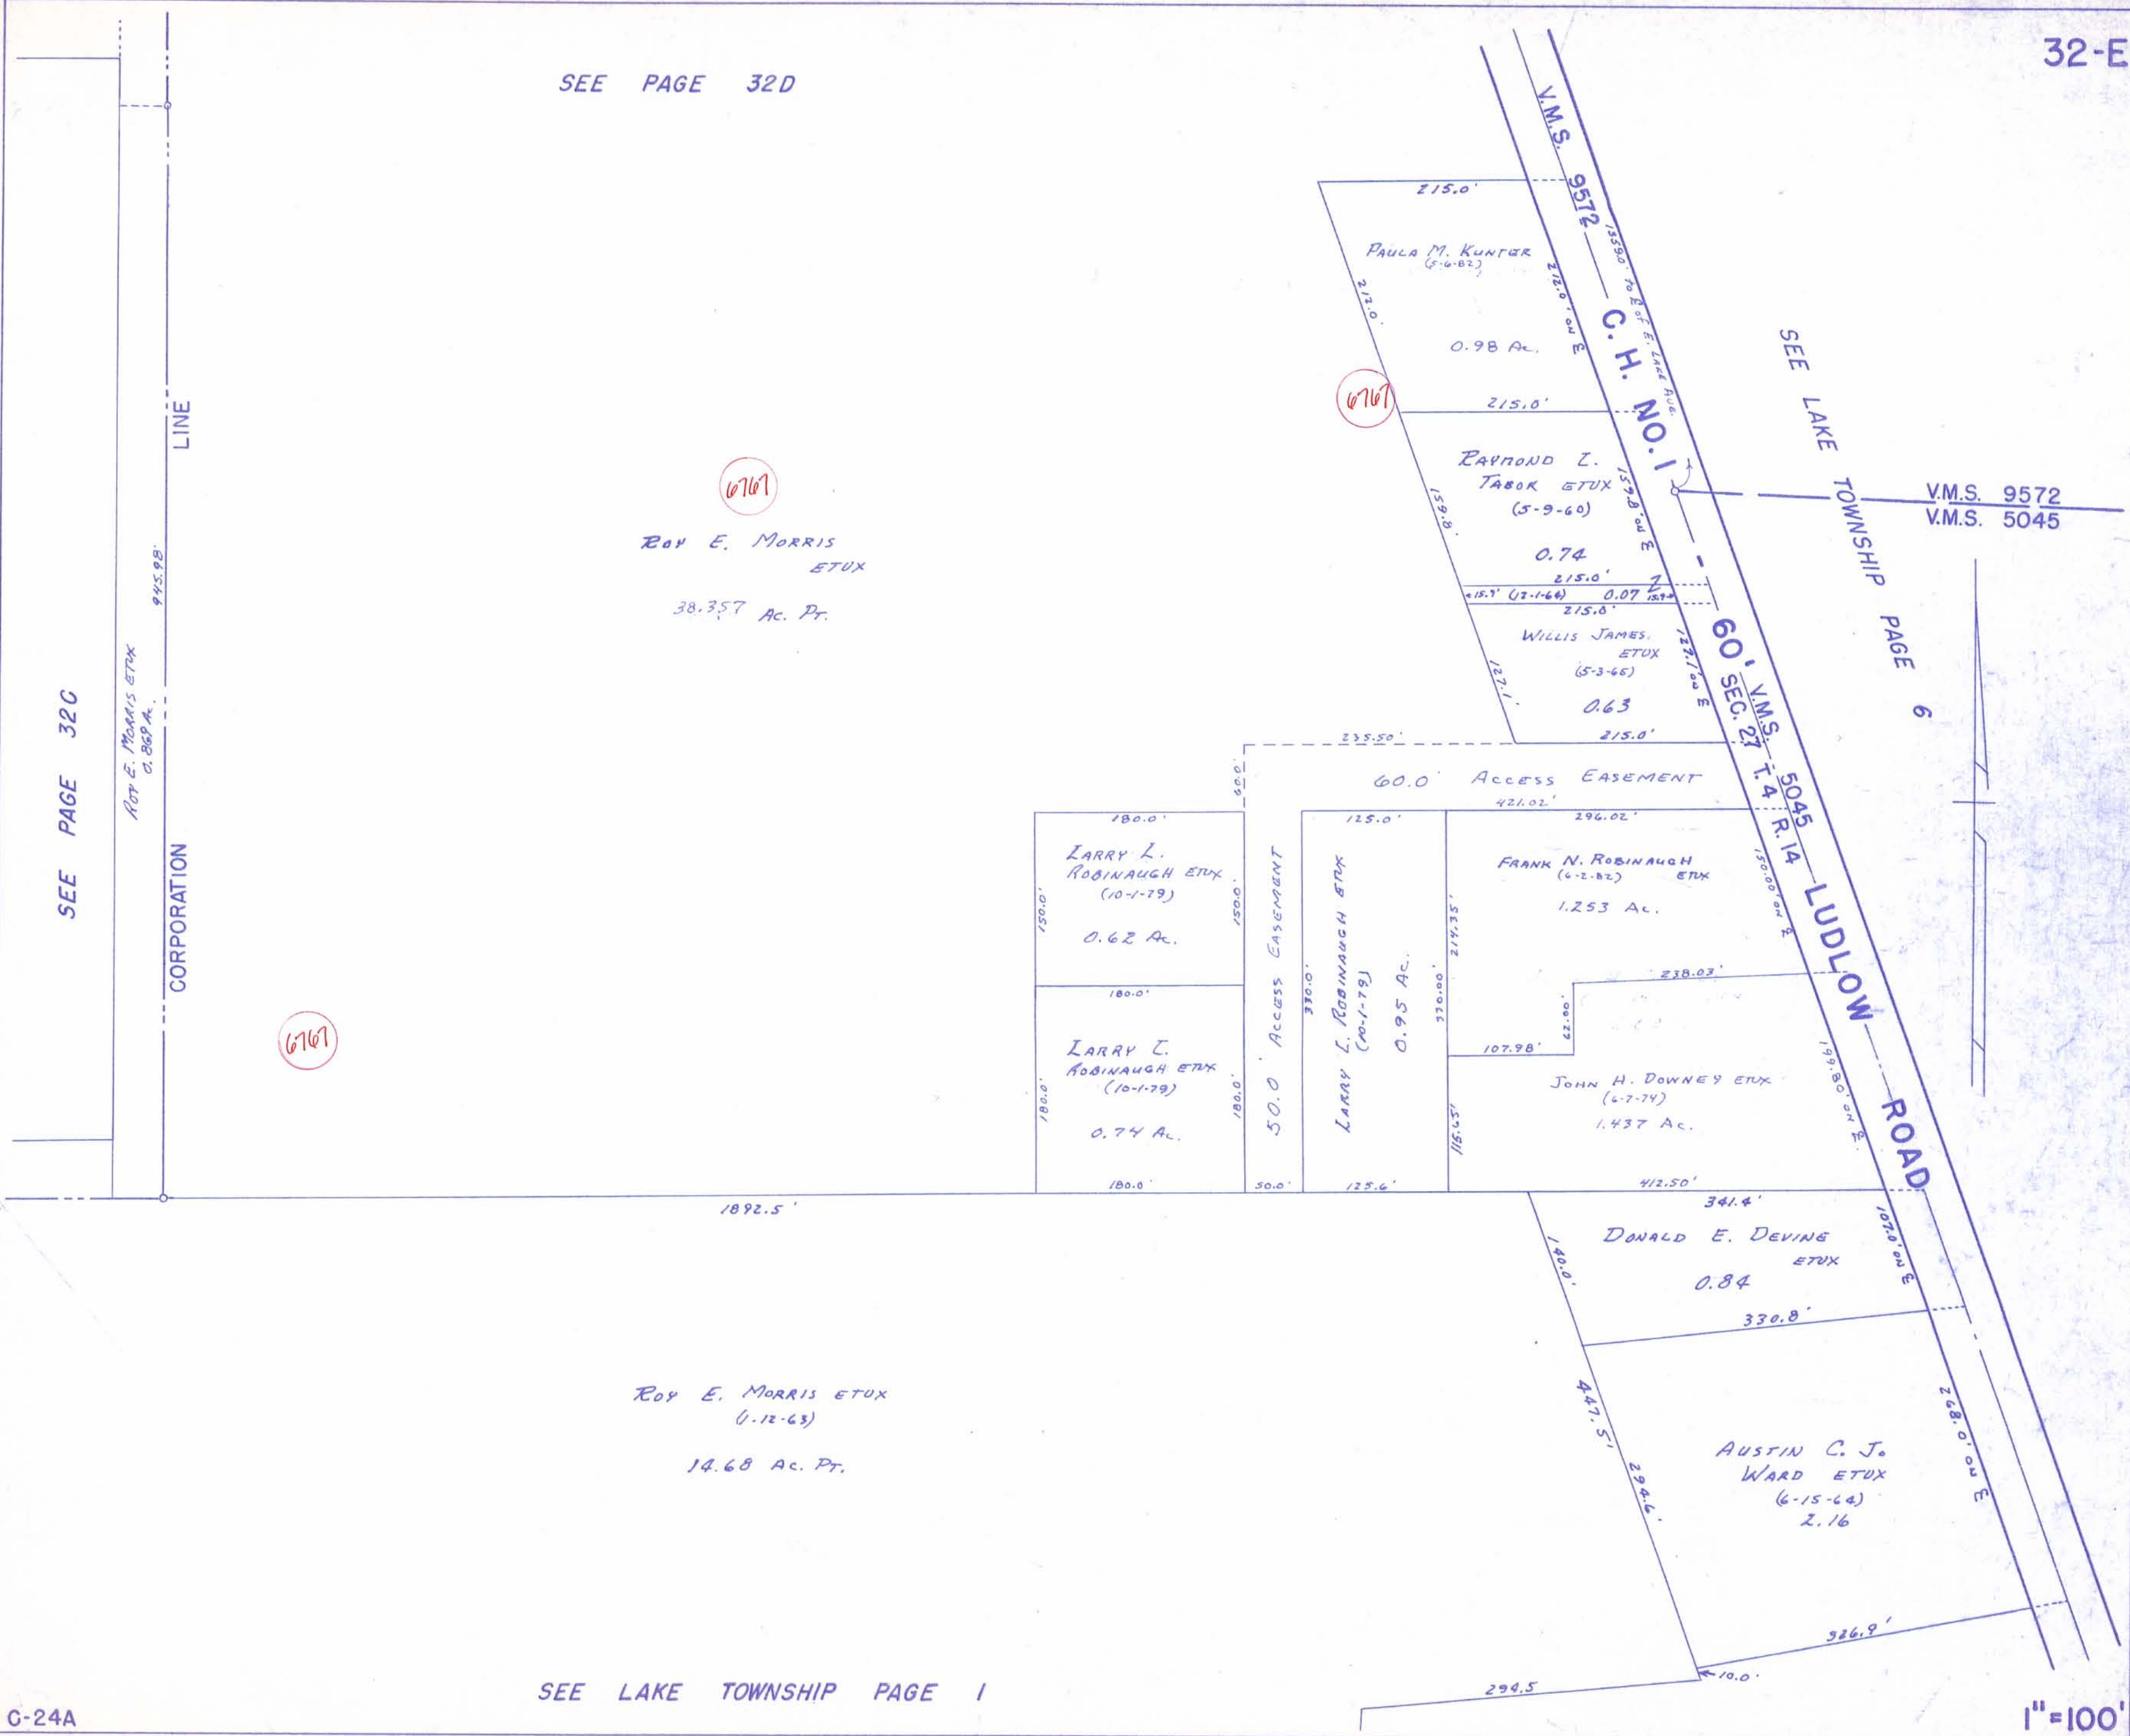 32-E
SEE PAGE 32D
SEE PAGE 32C
ROY E. MORRIS ETUX
0.869 Ac.
945.98'
CORPORATION LINE
6767
ROY E. MORRIS
ETUX
38.357 Ac. Pt.
6767
6767
215.0'
PAULA M. KUNTER
(5-6-82)
212.0'
212.0' ON ℄
0.98 Ac.
215.0'
RAYMOND L.
TABOR ETUX
(5-9-60)
159.8'
159.8' ON ℄
0.74
215.0'
15.9' (12-1-64) 0.07 15.9
215.0'
WILLIS JAMES
ETUX
(5-3-65)
127.1'
127.1' ON ℄
0.63
215.0'
V.M.S. 9572
C. H. NO. 1 - 60'
V.M.S. 5045
SEC. 27 T. 4 R. 14
LUDLOW ROAD
SEE LAKE TOWNSHIP PAGE 6
V.M.S. 9572
V.M.S. 5045
235.50'
60.0'
60.0' ACCESS EASEMENT
421.02'
180.0'
LARRY L.
ROBINAUGH ETUX
(10-1-79)
150.0'
150.0'
0.62 Ac.
180.0'
LARRY L.
ROBINAUGH ETUX
(10-1-79)
180.0'
180.0'
0.74 Ac.
180.0'
50.0' ACCESS EASEMENT
50.0'
125.0'
330.0'
LARRY L. ROBINAUGH ETUX
(10-1-79)
0.95 Ac.
330.00'
125.6'
296.02'
FRANK N. ROBINAUGH
(6-2-82) ETUX
1.253 Ac.
214.35'
150.00' ON ℄
238.03'
62.00'
107.98'
JOHN H. DOWNEY ETUX
(6-7-74)
1.437 Ac.
115.65'
199.80' ON ℄
412.50'
1892.5'
341.4'
DONALD E. DEVINE
ETUX
0.84
140.0'
107.0' ON ℄
330.8'
447.5'
294.6'
AUSTIN C. J.
WARD ETUX
(6-15-64)
2.16
268.0' ON ℄
326.9'
10.0'
294.5
ROY E. MORRIS ETUX
(1-12-63)
14.68 Ac. Pt.
SEE LAKE TOWNSHIP PAGE 1
C-24A
1"=100'